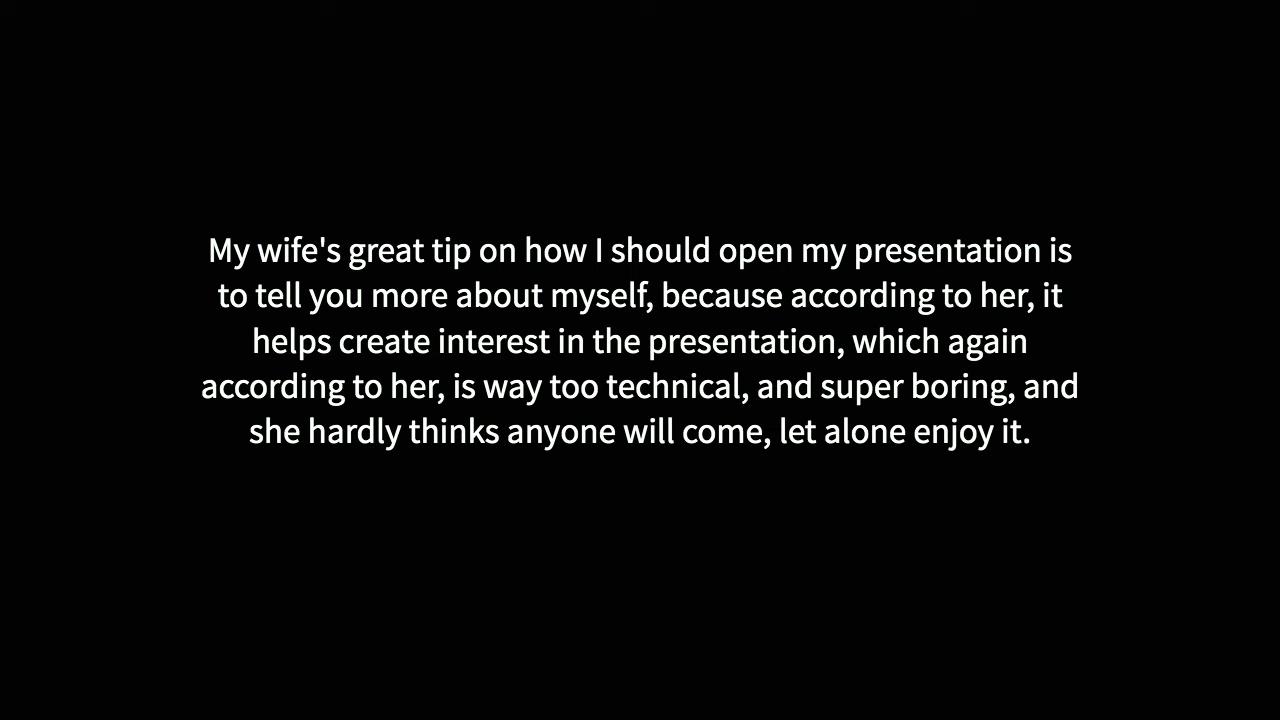 My wife's great tip on how I should open my presentation is
to tell you more about myself, because according to her, it
helps create interest in the presentation, which again
according to her, is way too technical, and super boring, and
she hardly thinks anyone will come, let alone enjoy it.